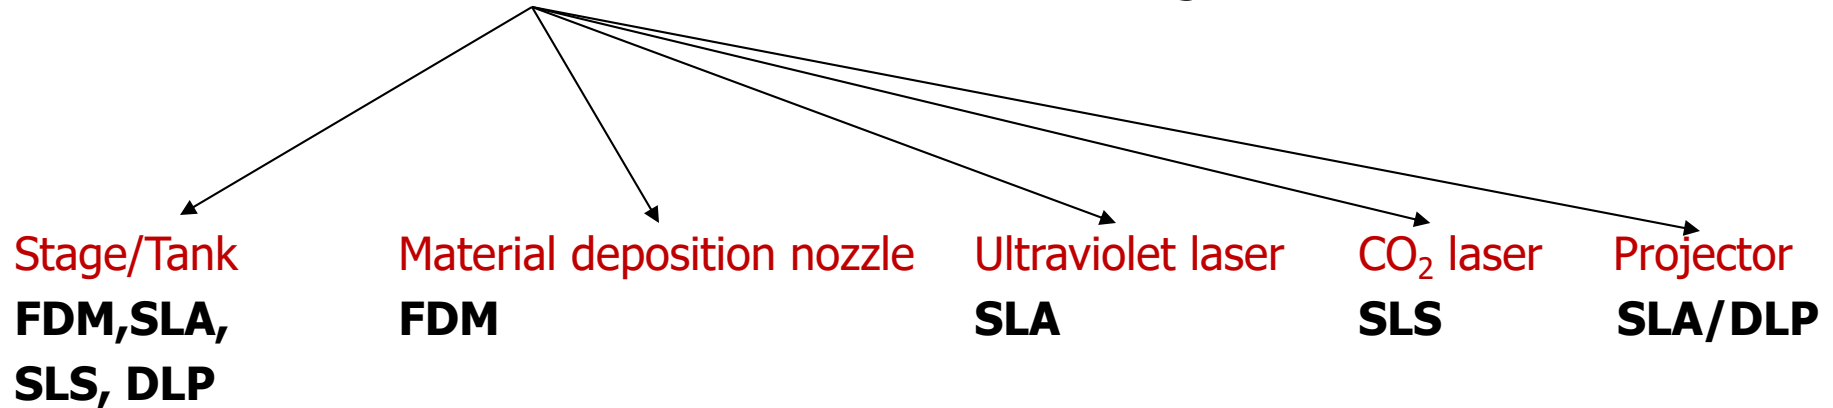 Stage/Tank Material deposition nozzle Ultraviolet laser CO₂ laser Projector
FDM,SLA, FDM SLA SLS SLA/DLP
SLS, DLP